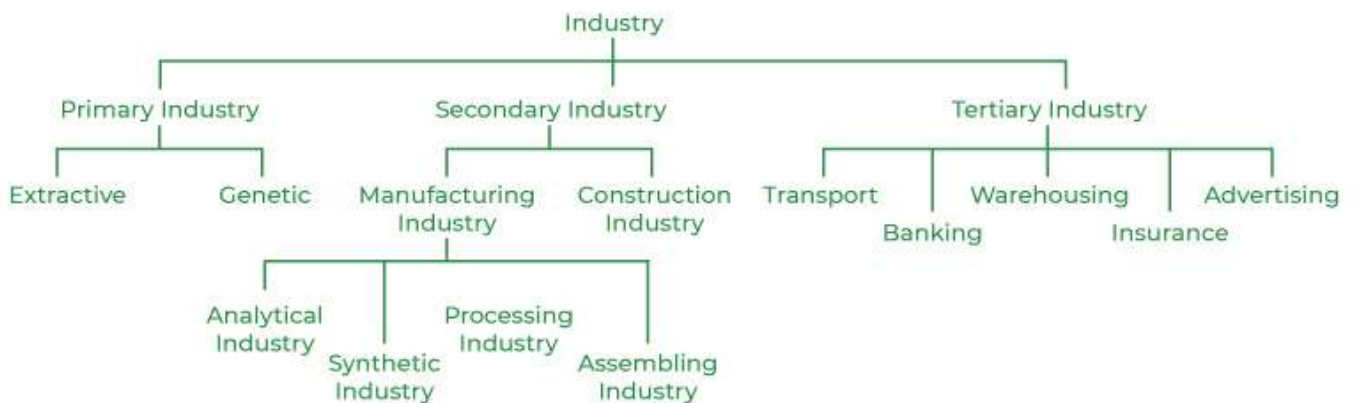 Industry
Primary Industry
Secondary Industry
Tertiary Industry
Extractive
Genetic
Manufacturing
Industry
Construction
Industry
Transport
Banking
Warehousing
Insurance
Advertising
Analytical
Industry
Synthetic
Industry
Processing
Industry
Assembling
Industry